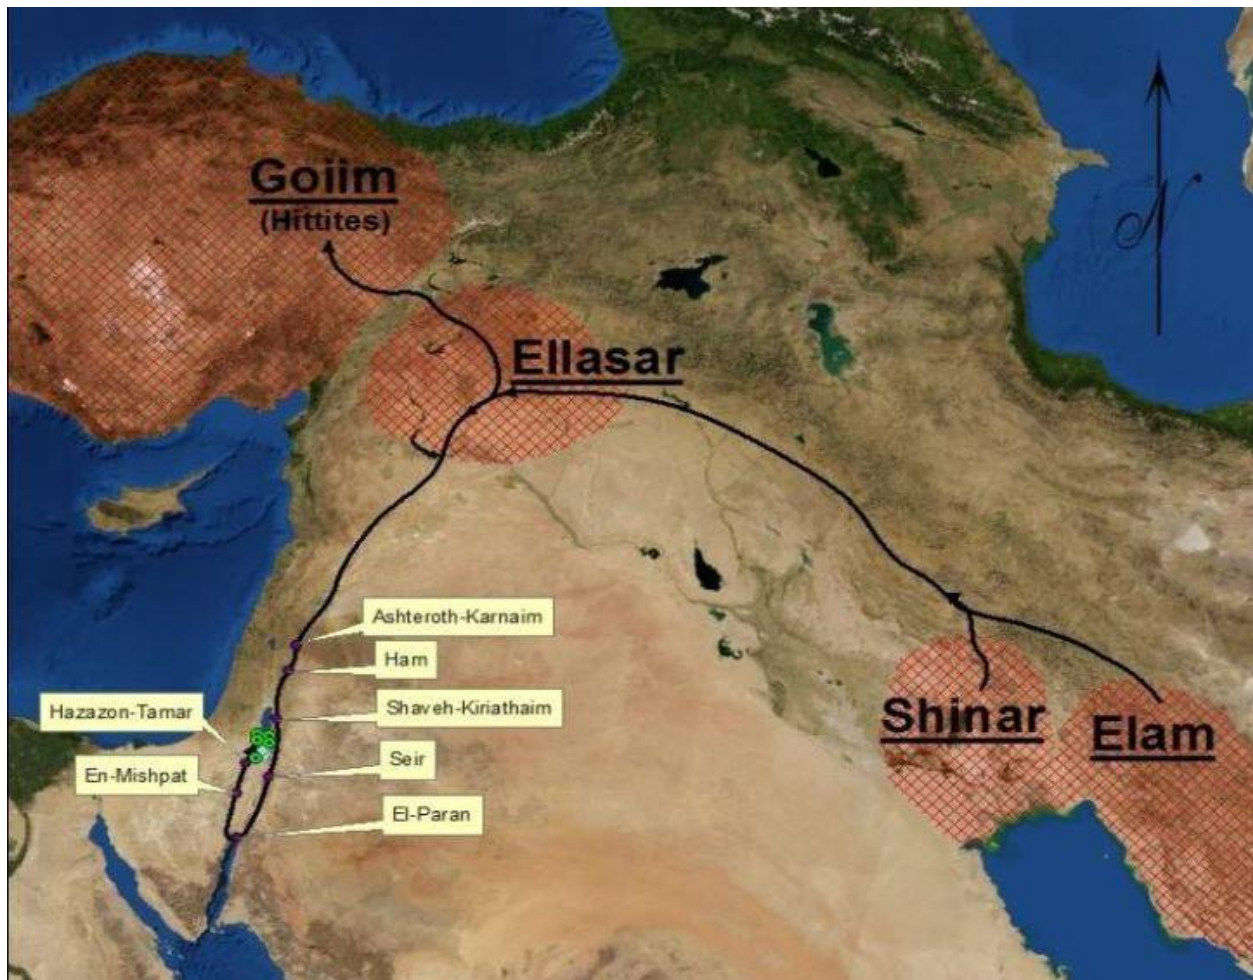 Goiim
(Hittites)
Ellasar
Ashteroth-Karnaim
Ham
Shaveh-Kiriathaim
Hazazon-Tamar
Seir
En-Mishpat
El-Paran
Shinar
Elam
N